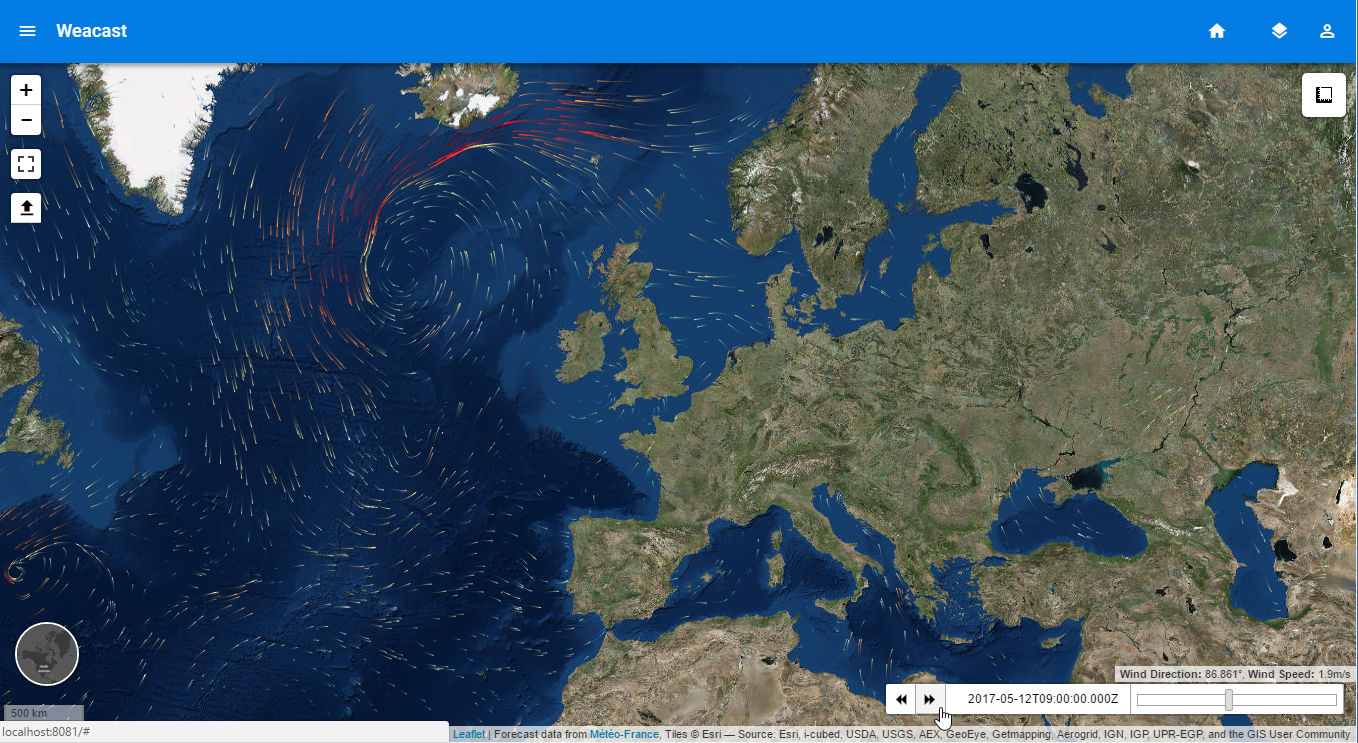 Weacast
+
−
500 km
Wind Direction: 86.861°, Wind Speed: 1.9m/s
2017-05-12T09:00:00.000Z
localhost:8081/#
Leaflet | Forecast data from Météo-France, Tiles © Esri — Source: Esri, i-cubed, USDA, USGS, AEX, GeoEye, Getmapping, Aerogrid, IGN, IGP, UPR-EGP, and the GIS User Community